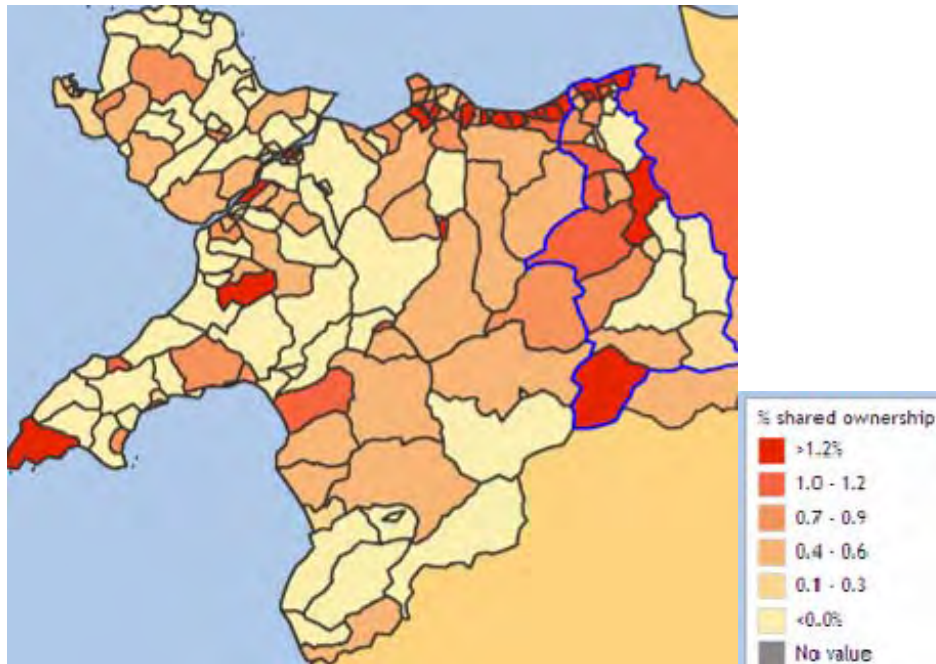 % shared ownership
>1.2%
1.0 - 1.2
0.7 - 0.9
0.4 - 0.6
0.1 - 0.3
<0.0%
No value